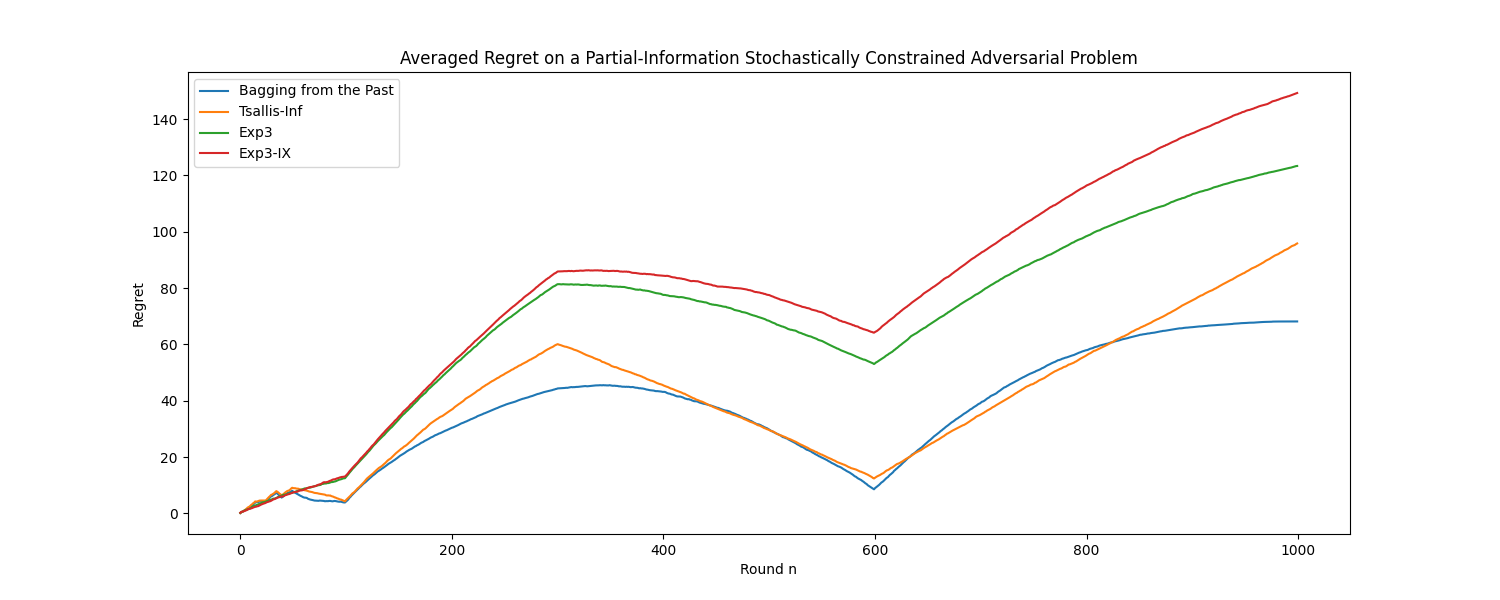 Averaged Regret on a Partial-Information Stochastically Constrained Adversarial Problem
Bagging from the Past
Tsallis-Inf
Exp3
Exp3-IX
Regret
140
120
100
80
60
40
20
0
0 200 400 600 800 1000
Round n